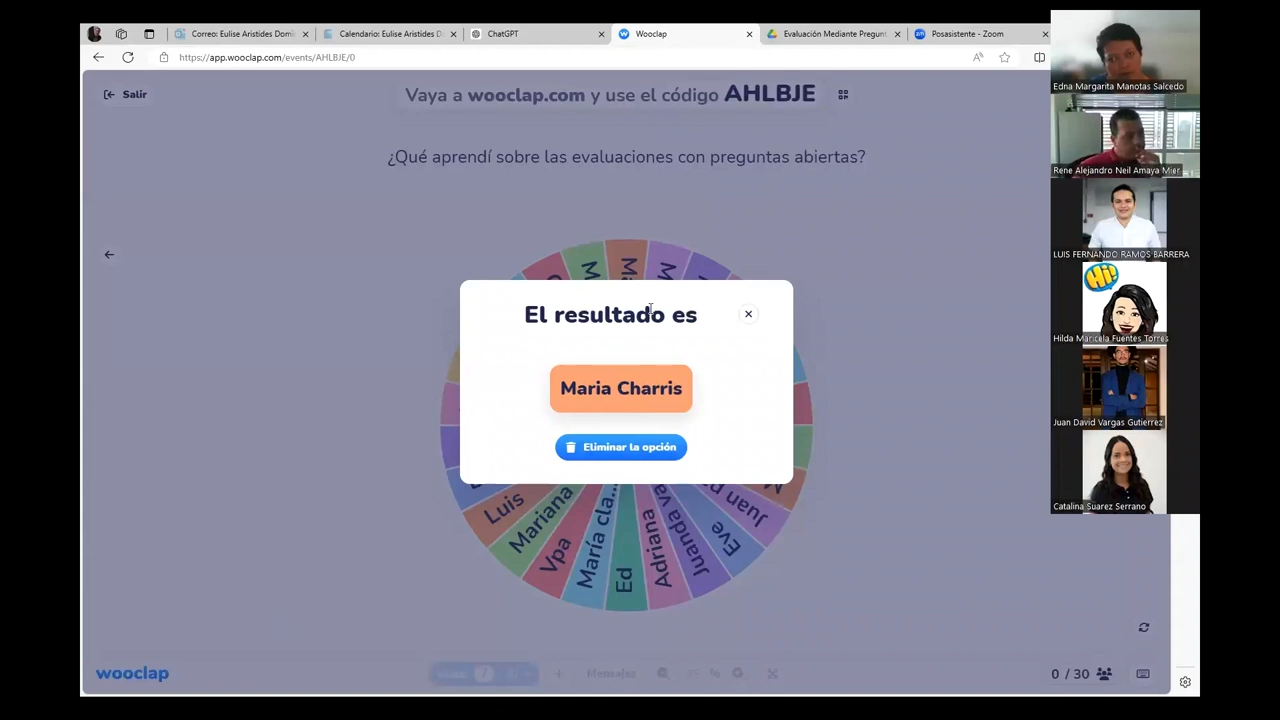 Correo: Eulise Aristides Domi
Calendario: Eulise Aristides D
ChatGPT
Wooclap
Evaluación Mediante Pregunt
Posasistente - Zoom
https://app.wooclap.com/events/AHLBJE/0
Salir
Vaya a wooclap.com y use el código AHLBJE
¿Qué aprendí sobre las evaluaciones con preguntas abiertas?
El resultado es
Maria Charris
Eliminar la opción
Luis
Mariana
Vpa
María cla...
Ed
Adriana
Juanda va
Eve
Juan p
wooclap
Mensajes
0 / 30
Edna Margarita Manotas Salcedo
Rene Alejandro Neil Amaya Mier
LUIS FERNANDO RAMOS BARRERA
Hi!
Hilda Maricela Fuentes Torres
Juan David Vargas Gutierrez
Catalina Suarez Serrano